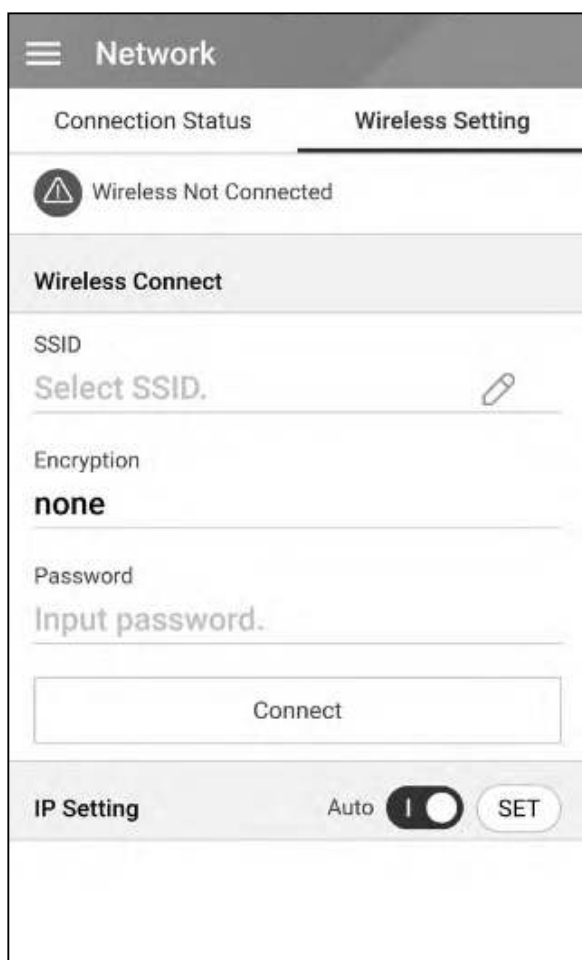 Network
Connection Status Wireless Setting
Wireless Not Connected
Wireless Connect
SSID
Select SSID.
Encryption
none
Password
Input password.
Connect
IP Setting Auto SET